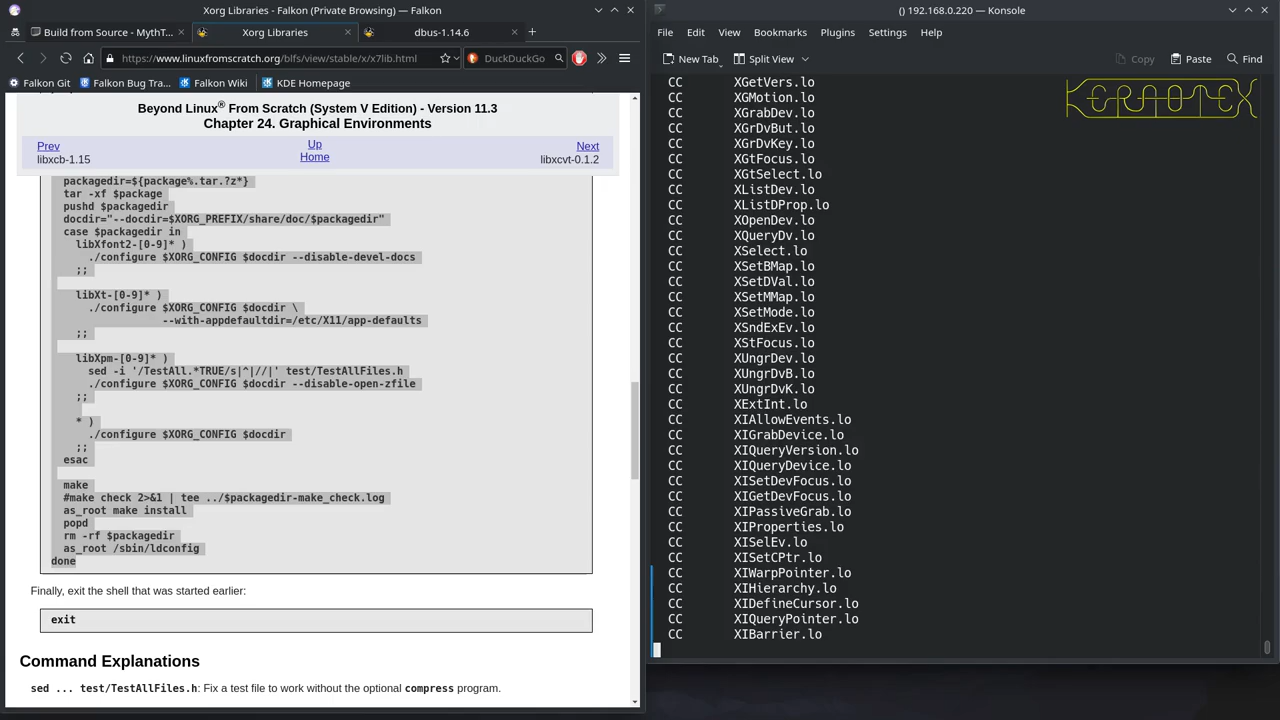 Xorg Libraries - Falkon (Private Browsing) — Falkon
Build from Source - MythT...
Xorg Libraries
dbus-1.14.6
https://www.linuxfromscratch.org/blfs/view/stable/x/x7lib.html
DuckDuckGo
Falkon Git
Falkon Bug Tra...
Falkon Wiki
KDE Homepage
Beyond Linux® From Scratch (System V Edition) - Version 11.3
Chapter 24. Graphical Environments
Prev
Up
Next
libxcb-1.15
Home
libxcvt-0.1.2
packagedir=${package%.tar.?z*}
tar -xf $package
pushd $packagedir
docdir="--docdir=$XORG_PREFIX/share/doc/$packagedir"
case $packagedir in
libXfont2-[0-9]* )
./configure $XORG_CONFIG $docdir --disable-devel-docs
;;
libXt-[0-9]* )
./configure $XORG_CONFIG $docdir \
--with-appdefaultdir=/etc/X11/app-defaults
;;
libXpm-[0-9]* )
sed -i '/TestAll.*TRUE/s|^|//|' test/TestAllFiles.h
./configure $XORG_CONFIG $docdir --disable-open-zfile
;;
* )
./configure $XORG_CONFIG $docdir
;;
esac
make
#make check 2>&1 | tee ../$packagedir-make_check.log
as_root make install
popd
rm -rf $packagedir
as_root /sbin/ldconfig
done
Finally, exit the shell that was started earlier:
exit
Command Explanations
sed ... test/TestAllFiles.h: Fix a test file to work without the optional compress program.
() 192.168.0.220 — Konsole
File Edit View Bookmarks Plugins Settings Help
New Tab
Split View
Copy
Paste
Find
KERAOTEX
CC XGetVers.lo
CC XGMotion.lo
CC XGrabDev.lo
CC XGrDvBut.lo
CC XGrDvKey.lo
CC XGtFocus.lo
CC XGtSelect.lo
CC XListDev.lo
CC XListDProp.lo
CC XOpenDev.lo
CC XQueryDv.lo
CC XSelect.lo
CC XSetBMap.lo
CC XSetDVal.lo
CC XSetMMap.lo
CC XSetMode.lo
CC XSndExEv.lo
CC XStFocus.lo
CC XUngrDev.lo
CC XUngrDvB.lo
CC XUngrDvK.lo
CC XExtInt.lo
CC XIAllowEvents.lo
CC XIGrabDevice.lo
CC XIQueryVersion.lo
CC XIQueryDevice.lo
CC XISetDevFocus.lo
CC XIGetDevFocus.lo
CC XIPassiveGrab.lo
CC XIProperties.lo
CC XISelEv.lo
CC XISetCPtr.lo
CC XIWarpPointer.lo
CC XIHierarchy.lo
CC XIDefineCursor.lo
CC XIQueryPointer.lo
CC XIBarrier.lo